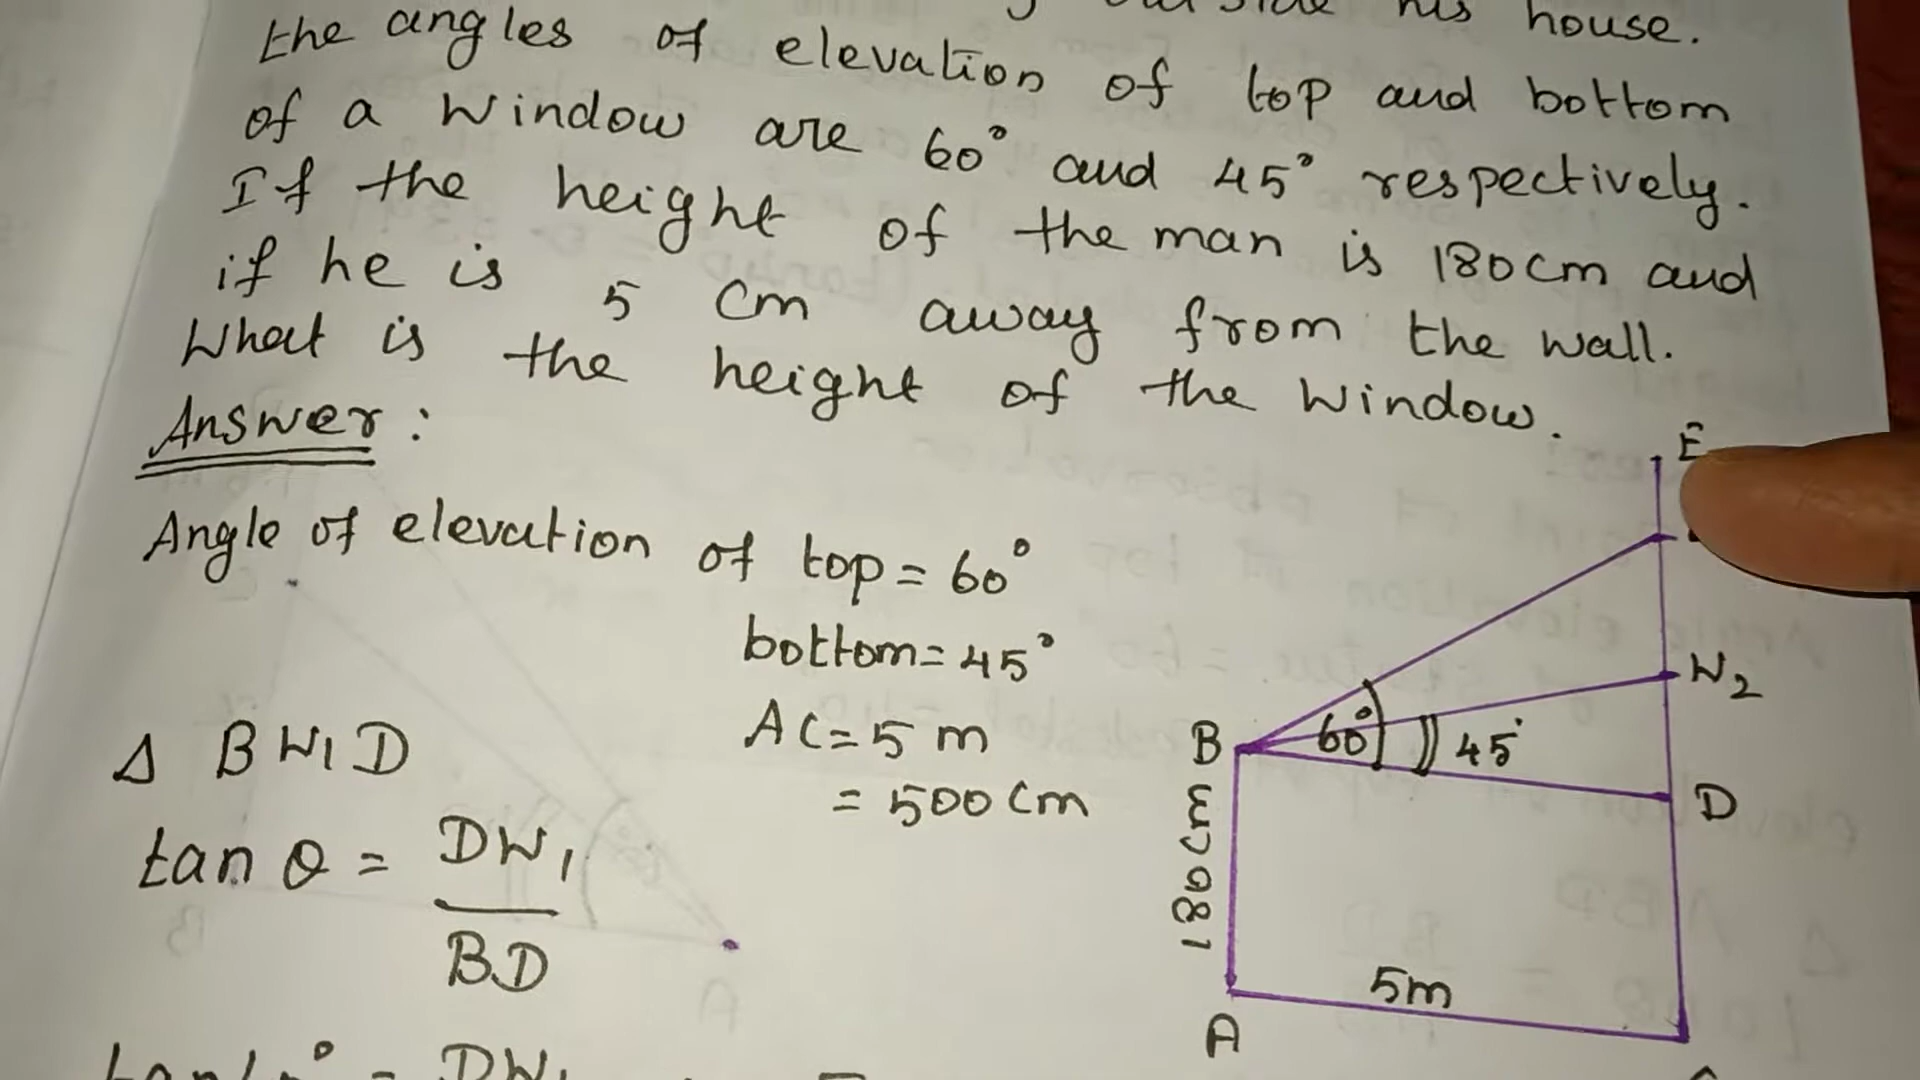 his house.
the angles of elevation of top and bottom
of a window are 60° and 45° respectively.
If the height of the man is 180cm and
if he is 5 cm away from the wall.
What is the height of the window.
Answer:
Angle of elevation of top = 60°
bottom = 45°
AC = 5 m
= 500 cm
Δ BW1D
tan θ = DW1
BD
E
W2
B
60°
45°
D
180cm
5m
A